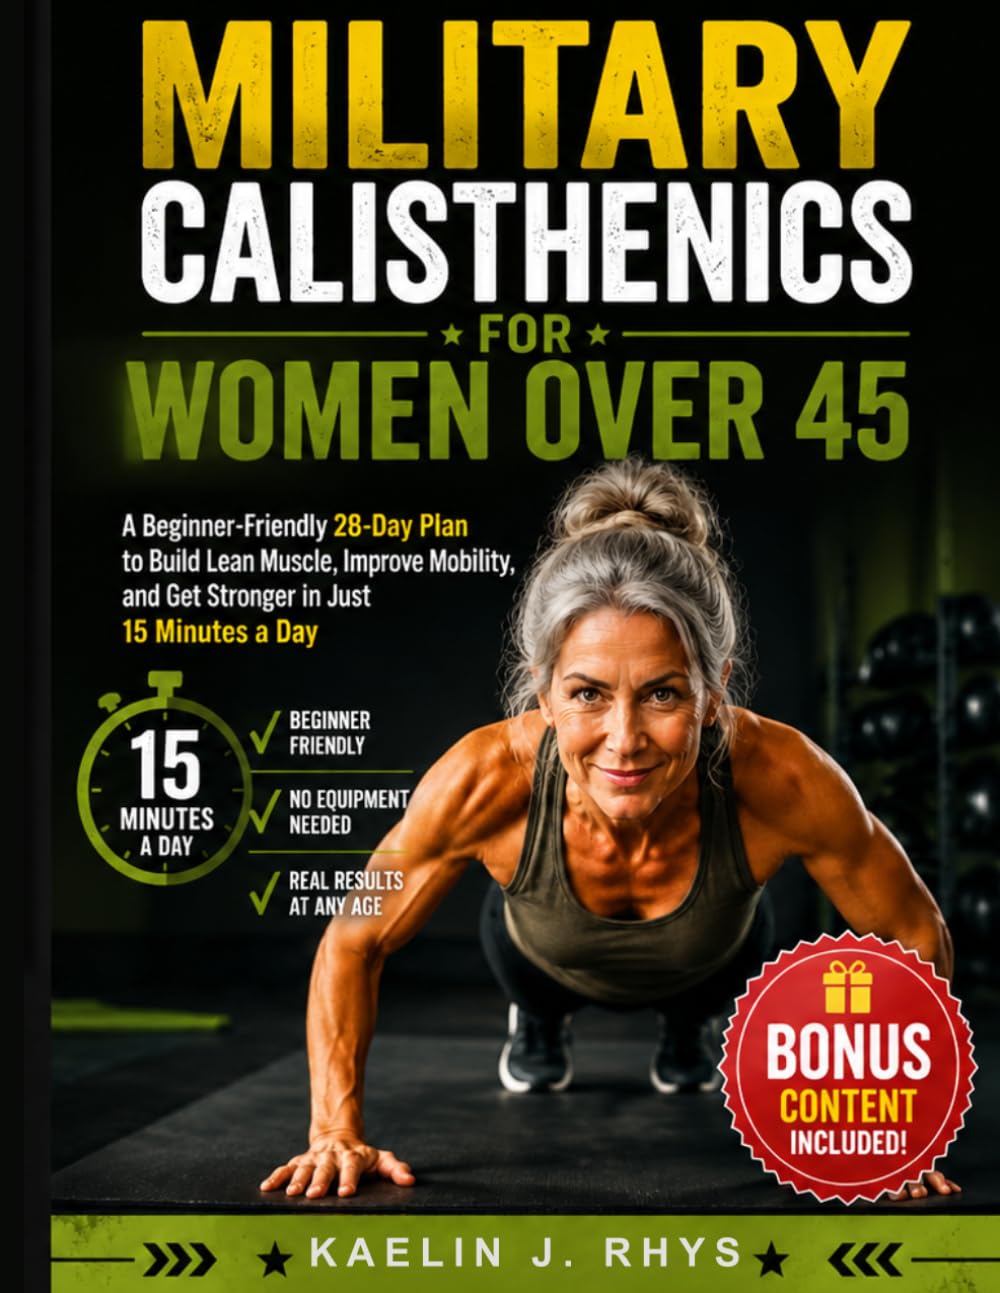 MILITARY
CALISTHENICS
FOR
WOMEN OVER 45
A Beginner-Friendly 28-Day Plan
to Build Lean Muscle, Improve Mobility,
and Get Stronger in Just
15 Minutes a Day
15
MINUTES
A DAY
BEGINNER
FRIENDLY
NO EQUIPMENT
NEEDED
REAL RESULTS
AT ANY AGE
BONUS
CONTENT
INCLUDED!
KAELIN J. RHYS